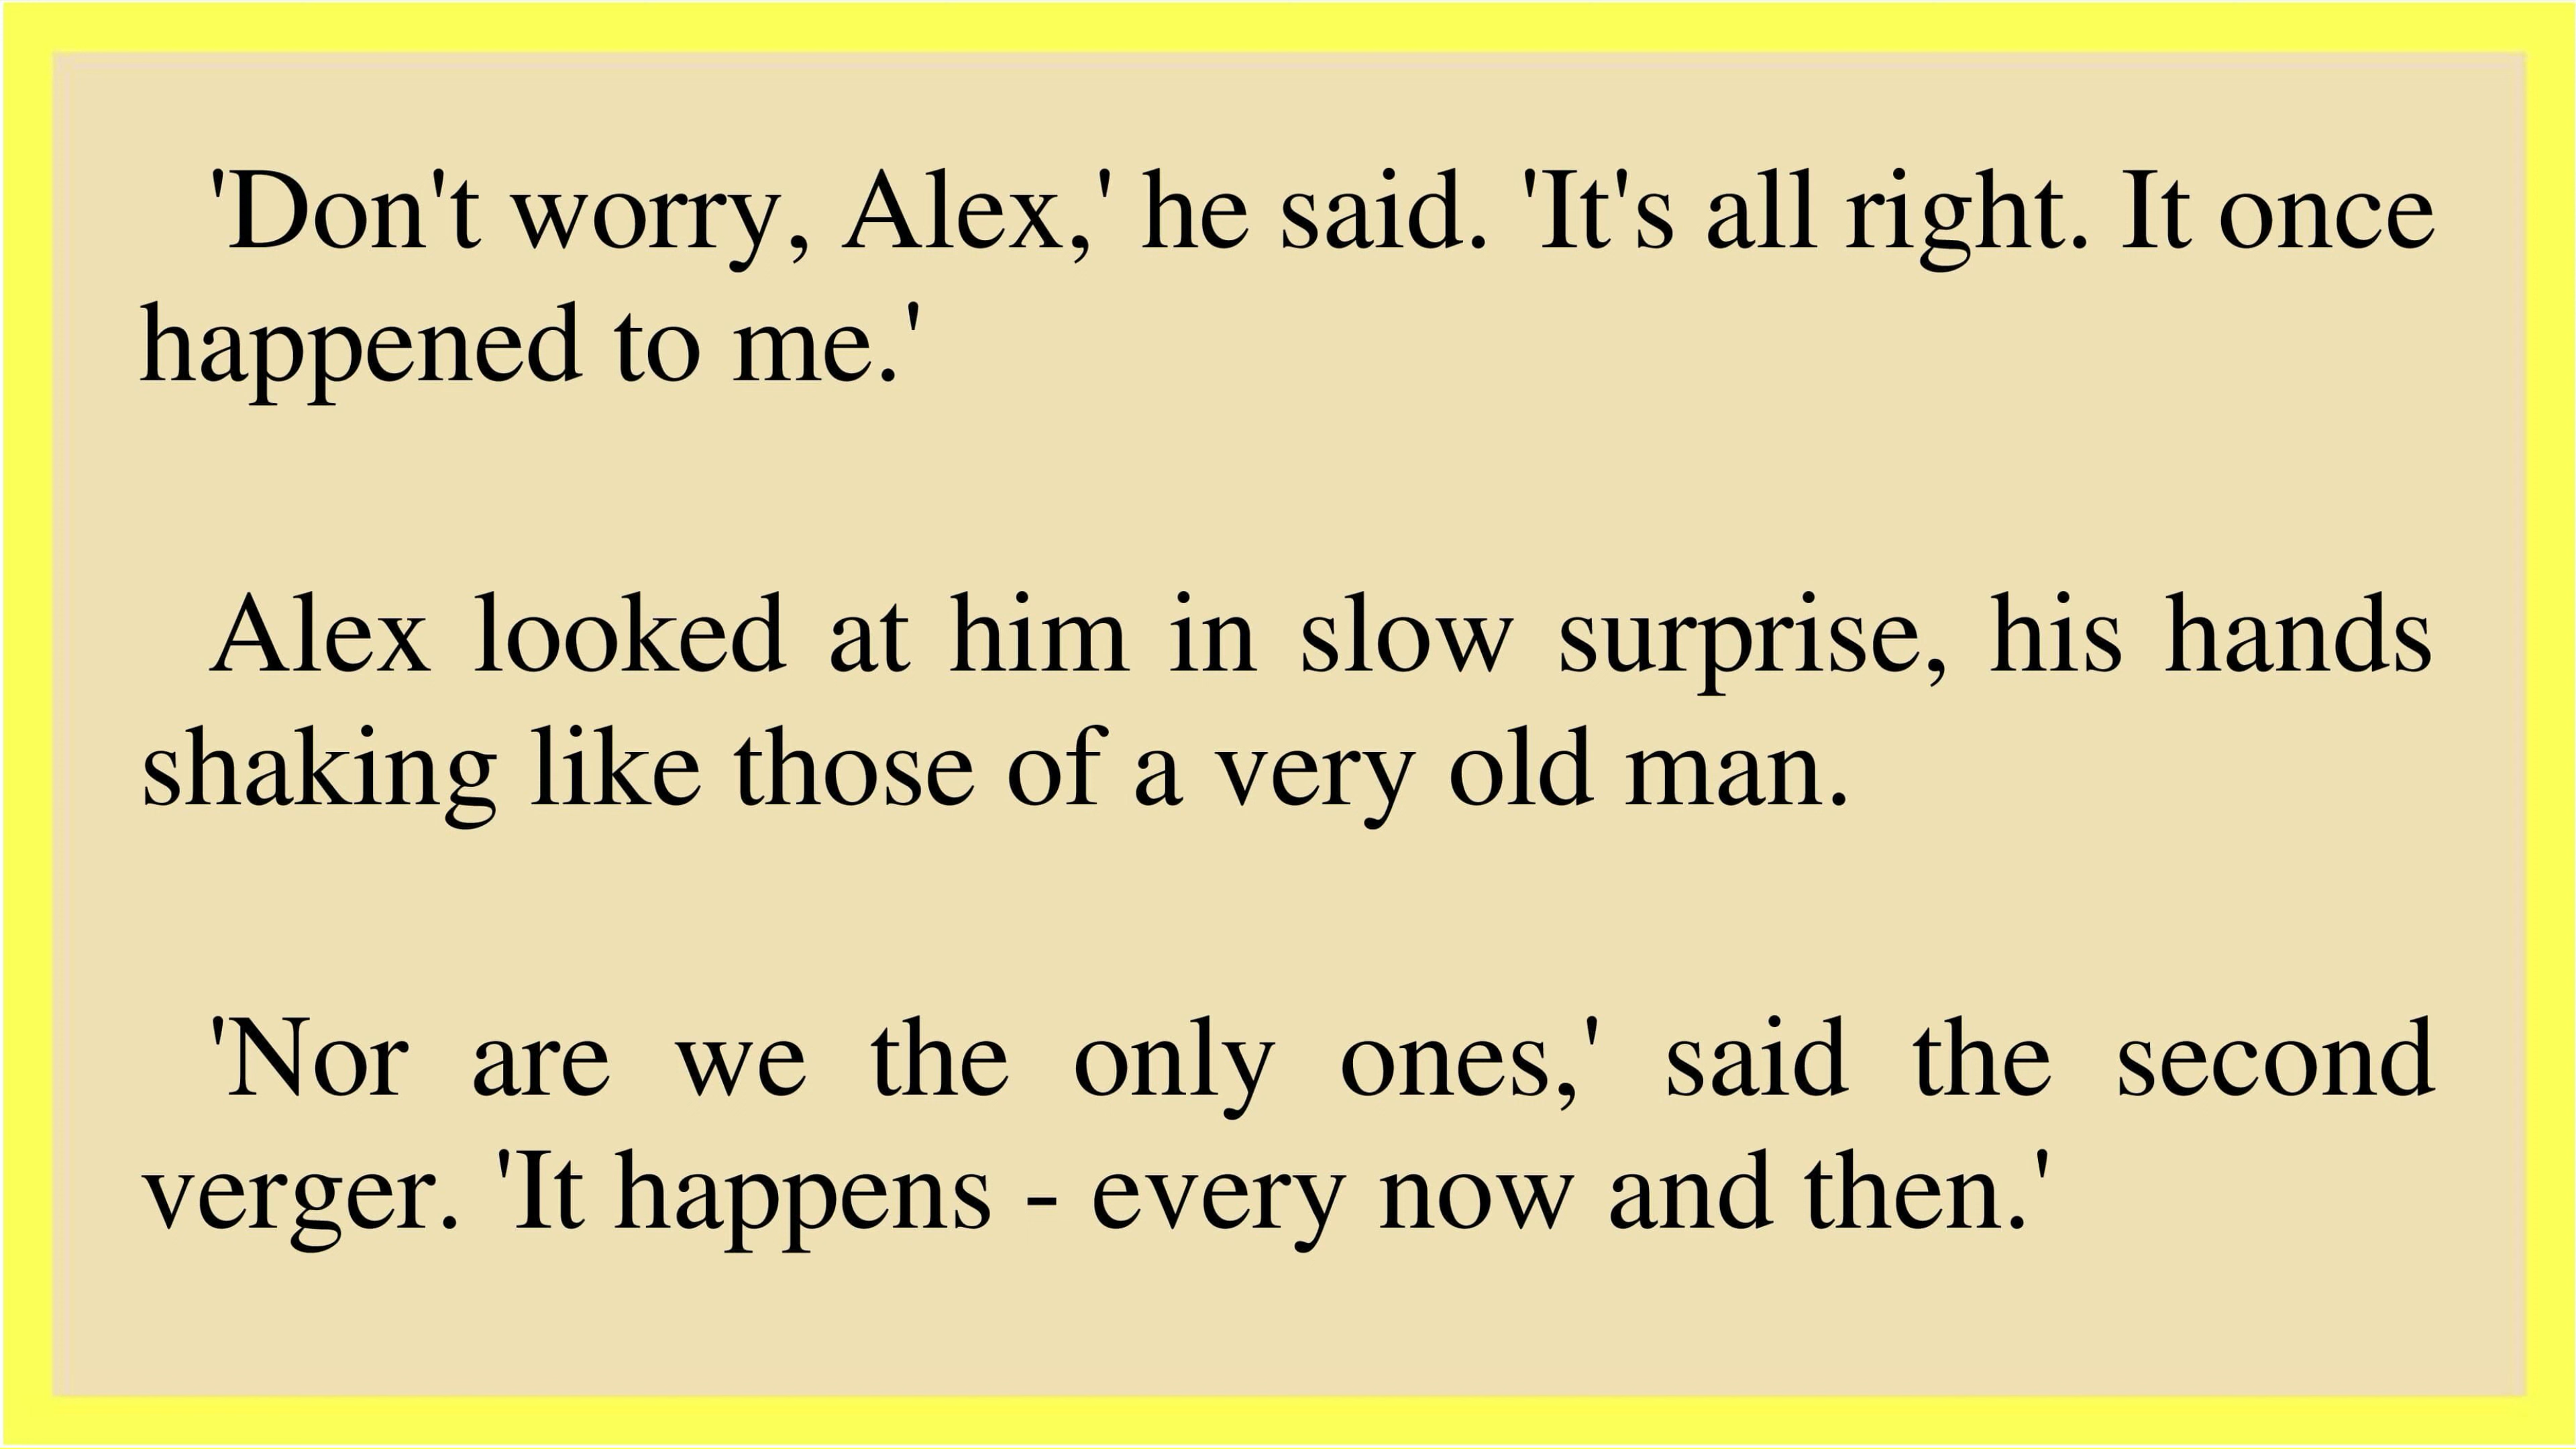 'Don't worry, Alex,' he said. 'It's all right. It once
happened to me.'
Alex looked at him in slow surprise, his hands
shaking like those of a very old man.
'Nor are we the only ones,' said the second
verger. 'It happens - every now and then.'